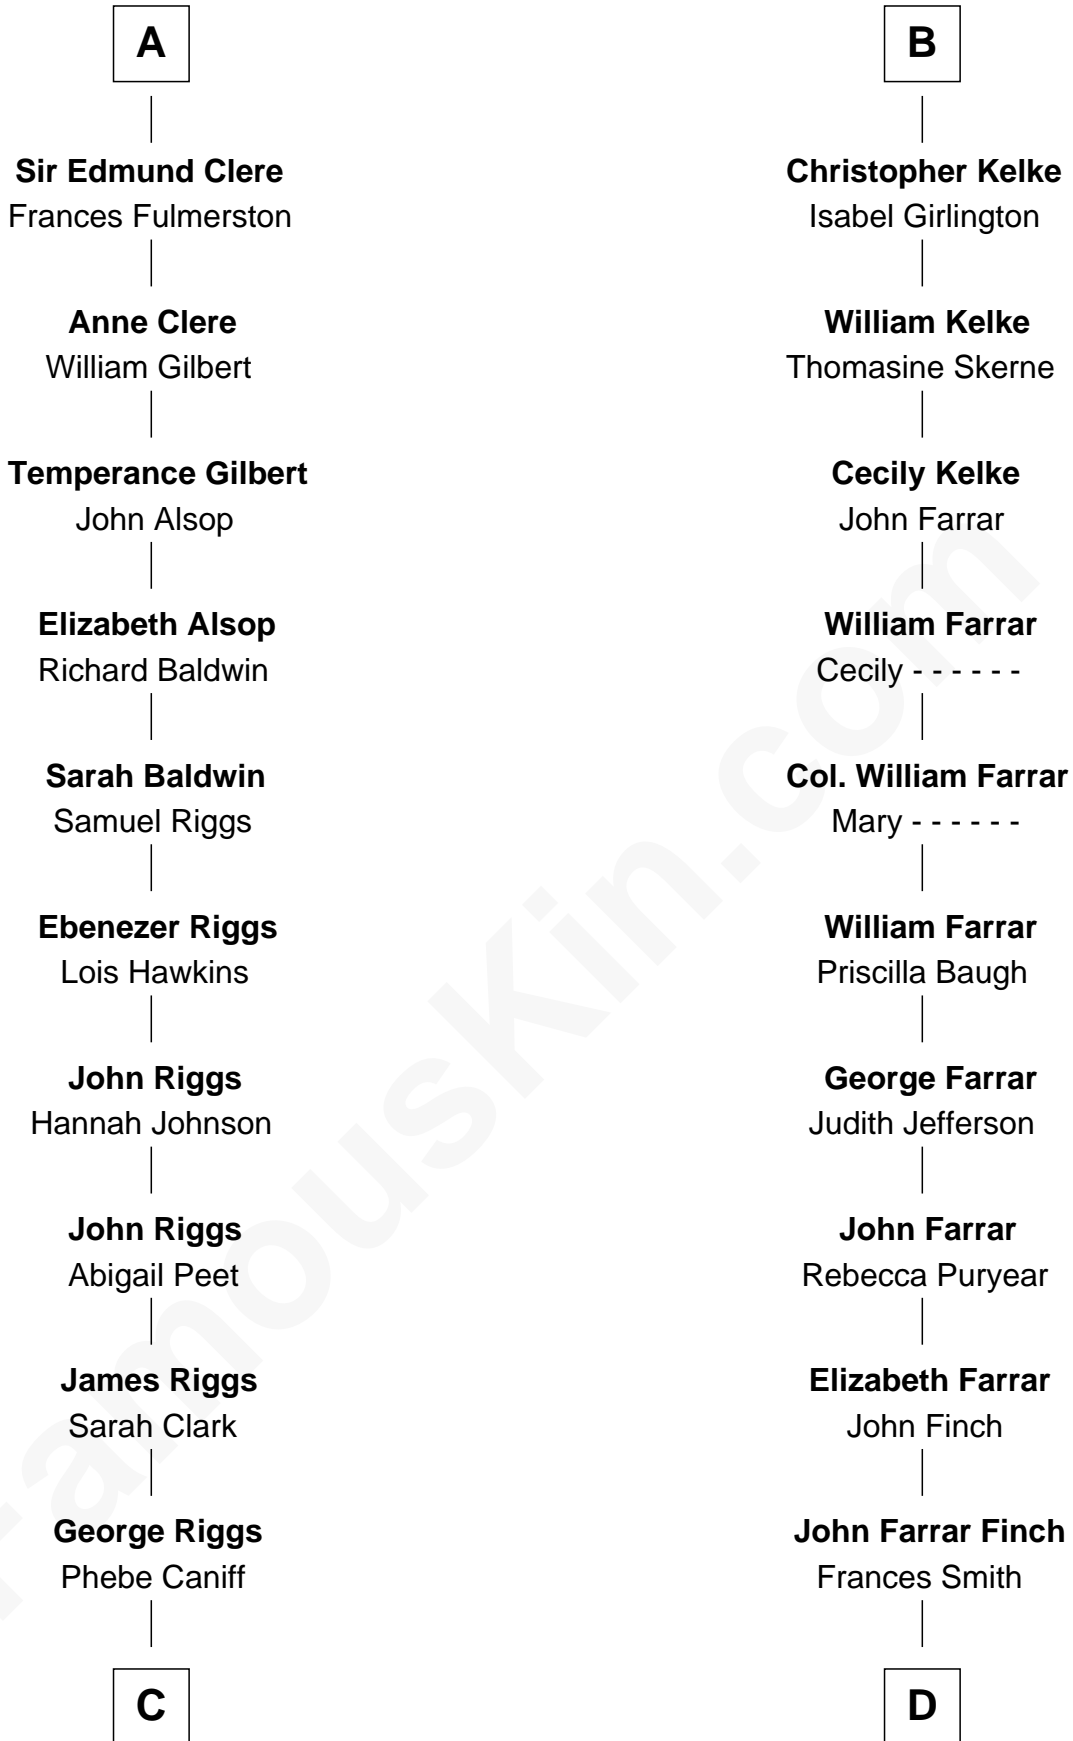 A
Sir Edmund Clere
Frances Fulmerston
Anne Clere
William Gilbert
Temperance Gilbert
John Alsop
Elizabeth Alsop
Richard Baldwin
Sarah Baldwin
Samuel Riggs
Ebenezer Riggs
Lois Hawkins
John Riggs
Hannah Johnson
John Riggs
Abigail Peet
James Riggs
Sarah Clark
George Riggs
Phebe Caniff
C
B
Christopher Kelke
Isabel Girlington
William Kelke
Thomasine Skerne
Cecily Kelke
John Farrar
William Farrar
Cecily - - - - - -
Col. William Farrar
Mary - - - - - -
William Farrar
Priscilla Baugh
George Farrar
Judith Jefferson
John Farrar
Rebecca Puryear
Elizabeth Farrar
John Finch
John Farrar Finch
Frances Smith
D
FamousKin.com